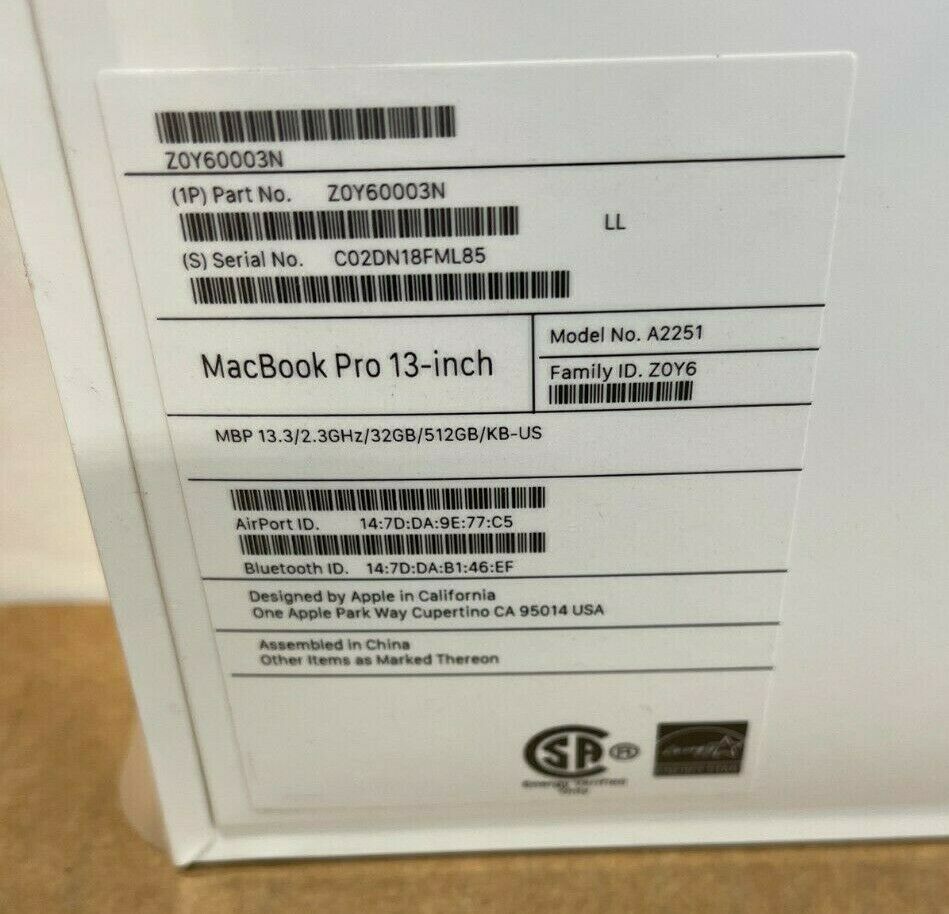 Z0Y60003N
(1P) Part No. Z0Y60003N
LL
(S) Serial No. C02DN18FML85
MacBook Pro 13-inch
Model No. A2251
Family ID. Z0Y6
MBP 13.3/2.3GHz/32GB/512GB/KB-US
AirPort ID. 14:7D:DA:9E:77:C5
Bluetooth ID. 14:7D:DA:B1:46:EF
Designed by Apple in California
One Apple Park Way Cupertino CA 95014 USA
Assembled in China
Other Items as Marked Thereon
Energy Verified
Only